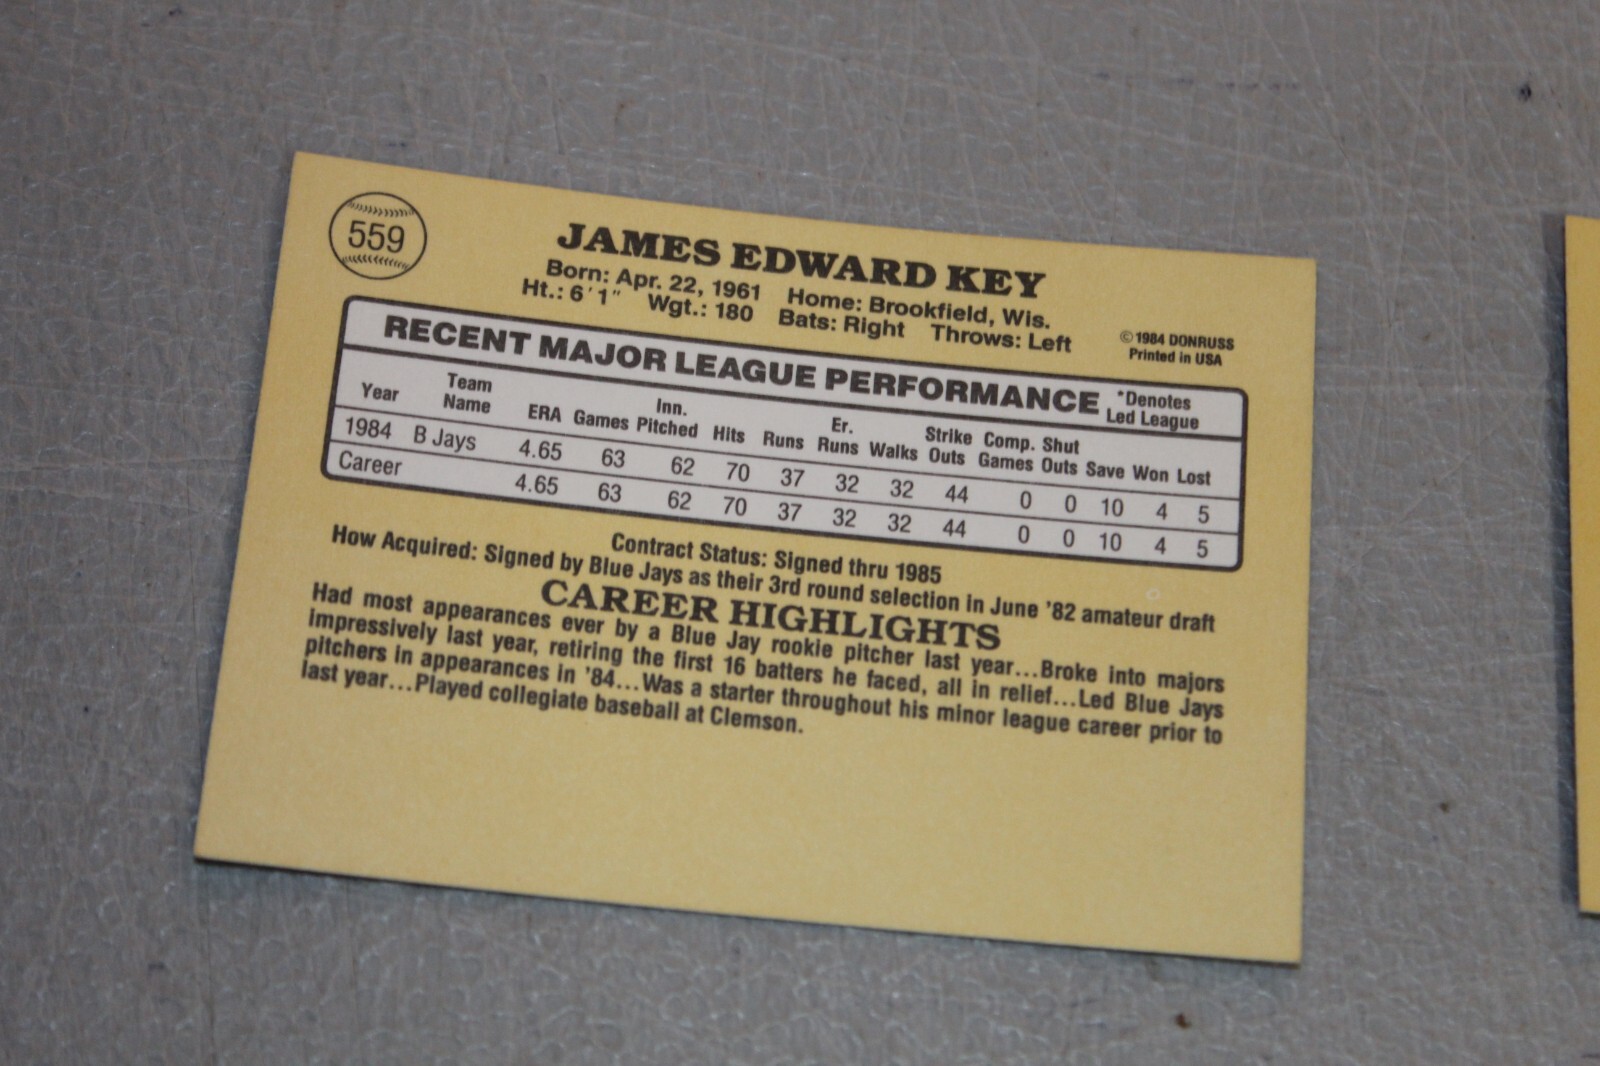 559
JAMES EDWARD KEY
Born: Apr. 22, 1961 Home: Brookfield, Wis.
Ht.: 6'1" Wgt.: 180 Bats: Right Throws: Left
©1984 DONRUSS
Printed in USA
RECENT MAJOR LEAGUE PERFORMANCE *Denotes Led League
Year Team Name ERA Games Inn. Pitched Hits Runs Er. Runs Walks Strike Outs Comp. Games Shut Outs Save Won Lost
1984 B Jays 4.65 63 62 70 37 32 32 44 0 0 10 4 5
Career 4.65 63 62 70 37 32 32 44 0 0 10 4 5
Contract Status: Signed thru 1985
How Acquired: Signed by Blue Jays as their 3rd round selection in June '82 amateur draft
CAREER HIGHLIGHTS
Had most appearances ever by a Blue Jay rookie pitcher last year...Broke into majors
impressively last year, retiring the first 16 batters he faced, all in relief...Led Blue Jays
pitchers in appearances in '84...Was a starter throughout his minor league career prior to
last year...Played collegiate baseball at Clemson.